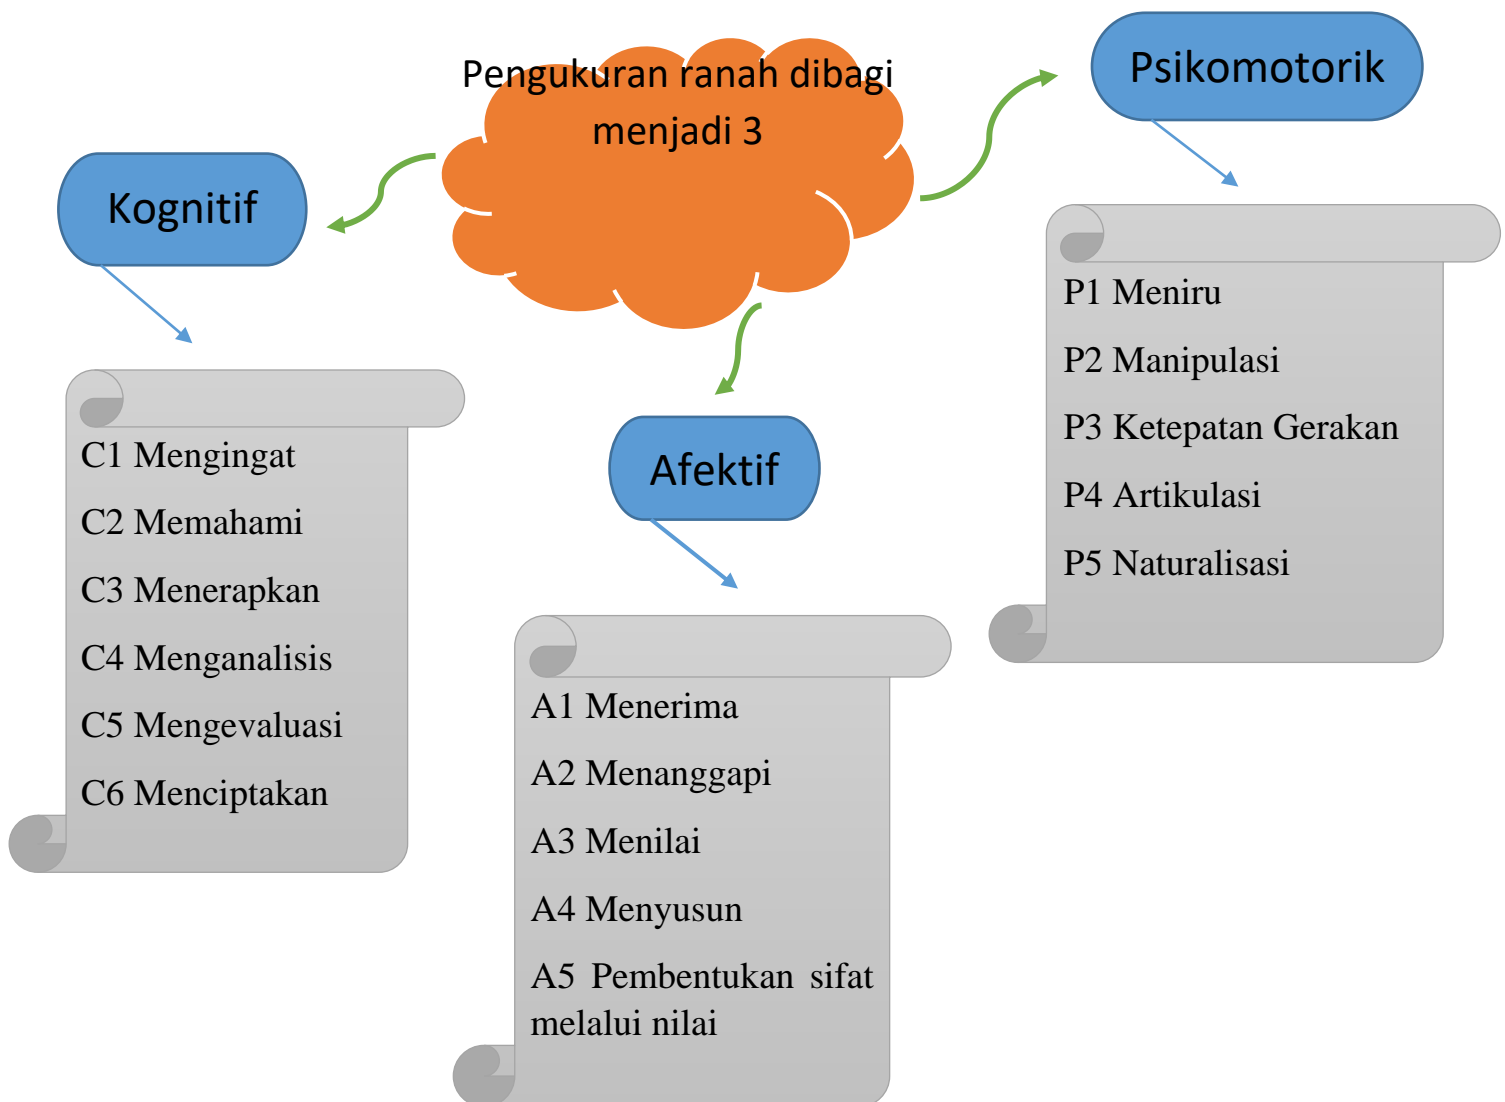 Pengukuran ranah dibagi
menjadi 3
Kognitif
C1 Mengingat
C2 Memahami
C3 Menerapkan
C4 Menganalisis
C5 Mengevaluasi
C6 Menciptakan
Afektif
A1 Menerima
A2 Menanggapi
A3 Menilai
A4 Menyusun
A5 Pembentukan sifat
melalui nilai
Psikomotorik
P1 Meniru
P2 Manipulasi
P3 Ketepatan Gerakan
P4 Artikulasi
P5 Naturalisasi